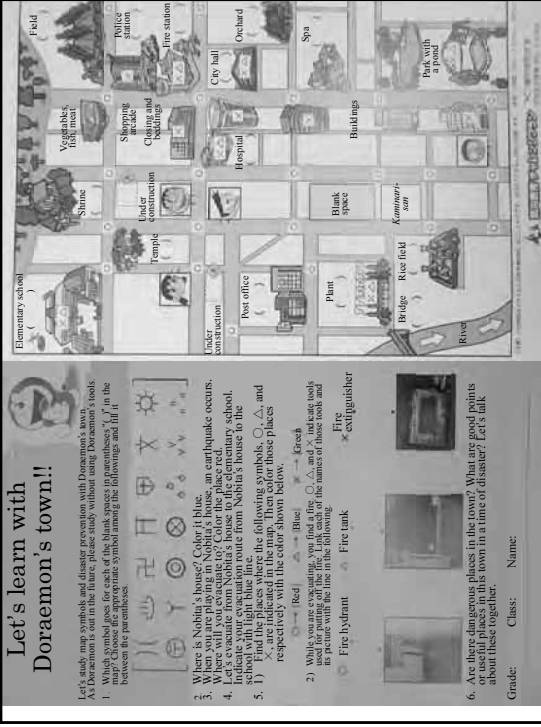 Let's learn with
Doraemon's town!!
Let's study map symbols and disaster prevention with Doraemon's town.
As Doraemon is out in the future, please study without using Doraemon's tools.
1. Which symbol goes for each of the blank spaces in parentheses "( )" in the
map? Choose the appropriate symbol among the followings and fill it
between the parenthesis.
2. Where is Nobita's house? Color it blue.
3. When you are playing in Nobita's house, an earthquake occurs.
Where will you evacuate to? Color the place red.
4. Let's evacuate from Nobita's house to the elementary school.
Indicate you evacuation route from Nobita's house to the
school with light blue line.
5. 1) Find the places where the following symbols, ○, △, and
×, are indicated in the map. Then color those places
respectively with the color shown below.
○→ [Red] △→ [Blue] ×→ [Green]
2) While you are evacuating, you find a fire. ○, △, and × indicate tools
used for putting off the fire. Link each of the names of those tools and
its picture with the line in the following.
○ Fire hydrant △ Fire tank × Fire
extinguisher
6. Are there dangerous places in the town? What are good points
or useful places in this town in a time of disaster? Let's talk
about these together.
Grade: Class: Name:
Elementary school
( )
Shrine
( )
Vegetables,
fish, meat
Field
( )
Temple
( )
Under
construction
Shopping
arcade
Closing and
beddings
Police
station
( )
Fire station
( )
Under
construction
Post office
( )
Hospital
( )
City hall
( )
Orchard
( )
Plant
( )
Blank
space
Buildings
Spa
( )
Bridge
( )
Rice field
( )
Kaminari-
san
Park with
a pond
River